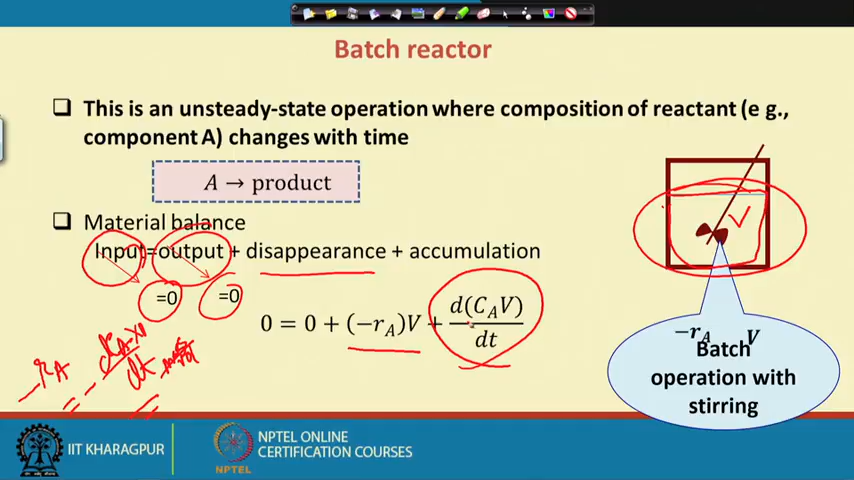 Batch reactor
❑ This is an unsteady-state operation where composition of reactant (e g.,
component A) changes with time
A → product
❑ Material balance
Input=output + disappearance + accumulation
=0 =0
0 = 0 + (−r_A)V + d(C_A V)/dt
V
−r_A V
Batch
operation with
stirring
−r_A
IIT KHARAGPUR
NPTEL
NPTEL ONLINE
CERTIFICATION COURSES